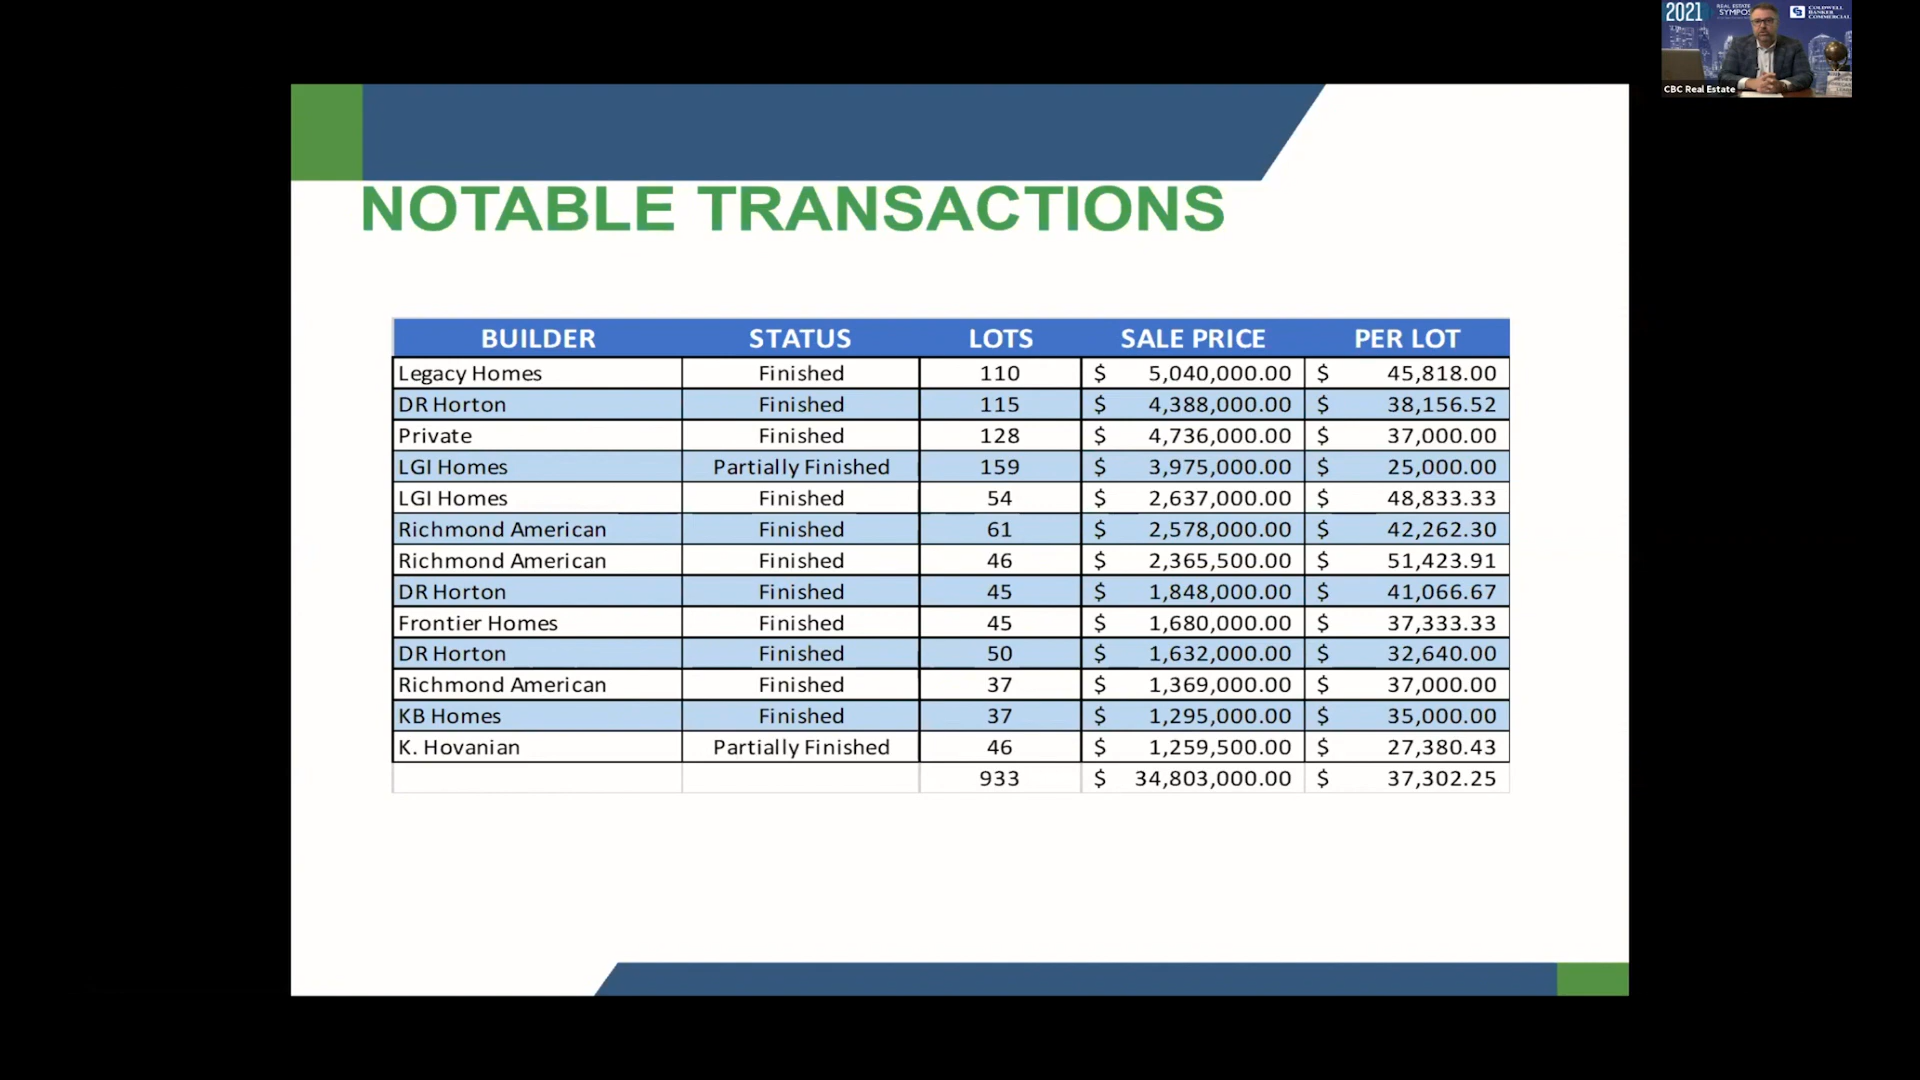 2021
REAL ESTATE
SYMPOS
COLDWELL
BANKER
COMMERCIAL
CBC Real Estate
NOTABLE TRANSACTIONS
BUILDER STATUS LOTS SALE PRICE PER LOT
Legacy Homes Finished 110 $ 5,040,000.00 $ 45,818.00
DR Horton Finished 115 $ 4,388,000.00 $ 38,156.52
Private Finished 128 $ 4,736,000.00 $ 37,000.00
LGI Homes Partially Finished 159 $ 3,975,000.00 $ 25,000.00
LGI Homes Finished 54 $ 2,637,000.00 $ 48,833.33
Richmond American Finished 61 $ 2,578,000.00 $ 42,262.30
Richmond American Finished 46 $ 2,365,500.00 $ 51,423.91
DR Horton Finished 45 $ 1,848,000.00 $ 41,066.67
Frontier Homes Finished 45 $ 1,680,000.00 $ 37,333.33
DR Horton Finished 50 $ 1,632,000.00 $ 32,640.00
Richmond American Finished 37 $ 1,369,000.00 $ 37,000.00
KB Homes Finished 37 $ 1,295,000.00 $ 35,000.00
K. Hovanian Partially Finished 46 $ 1,259,500.00 $ 27,380.43
933 $ 34,803,000.00 $ 37,302.25